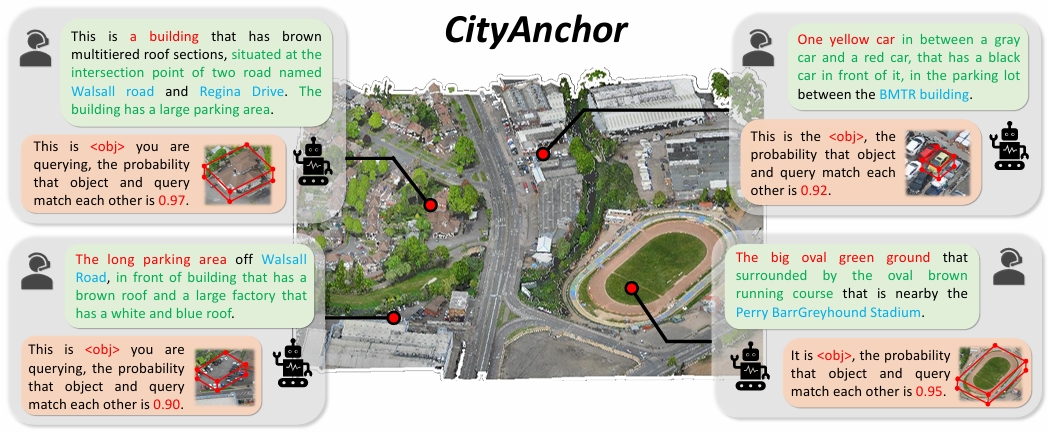 CityAnchor
This is a building that has brown
multitiered roof sections, situated at the
intersection point of two road named
Walsall road and Regina Drive. The
building has a large parking area.
This is <obj> you are
querying, the probability
that object and query
match each other is 0.97.
One yellow car in between a gray
car and a red car, that has a black
car in front of it, in the parking lot
between the BMTR building.
This is the <obj>, the
probability that object
and query match each
other is 0.92.
The long parking area off Walsall
Road, in front of building that has a
brown roof and a large factory that
has a white and blue roof.
This is <obj> you are
querying, the probability
that object and query
match each other is 0.90.
The big oval green ground that
surrounded by the oval brown
running course that is nearby the
Perry BarrGreyhound Stadium.
It is <obj>, the probability
that object and query
match each other is 0.95.